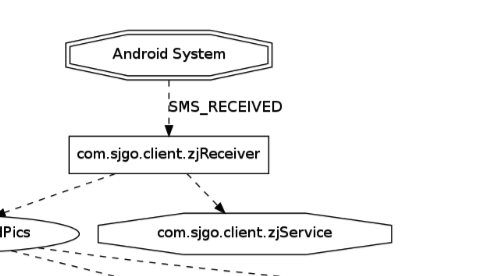 Android System
SMS_RECEIVED
com.sjgo.client.zjReceiver
com.sjgo.client.zjService